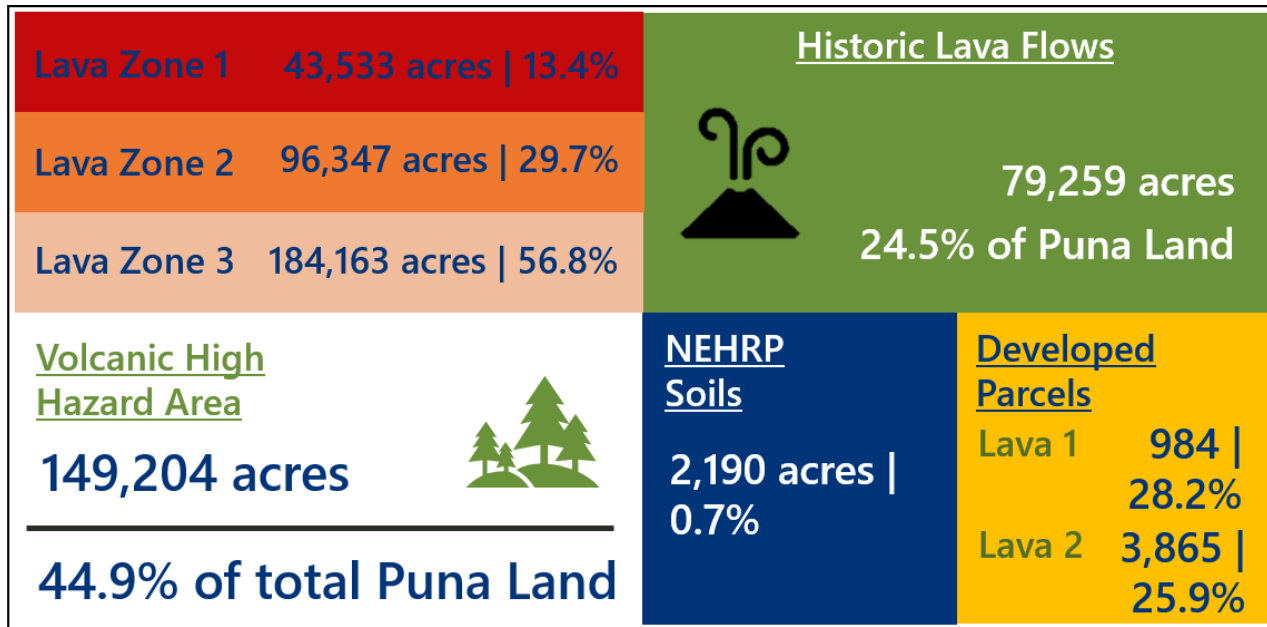 Lava Zone 1 43,533 acres | 13.4%
Lava Zone 2 96,347 acres | 29.7%
Lava Zone 3 184,163 acres | 56.8%
Historic Lava Flows
79,259 acres
24.5% of Puna Land
Volcanic High
Hazard Area
149,204 acres
44.9% of total Puna Land
NEHRP
Soils
2,190 acres |
0.7%
Developed
Parcels
Lava 1 984 |
28.2%
Lava 2 3,865 |
25.9%